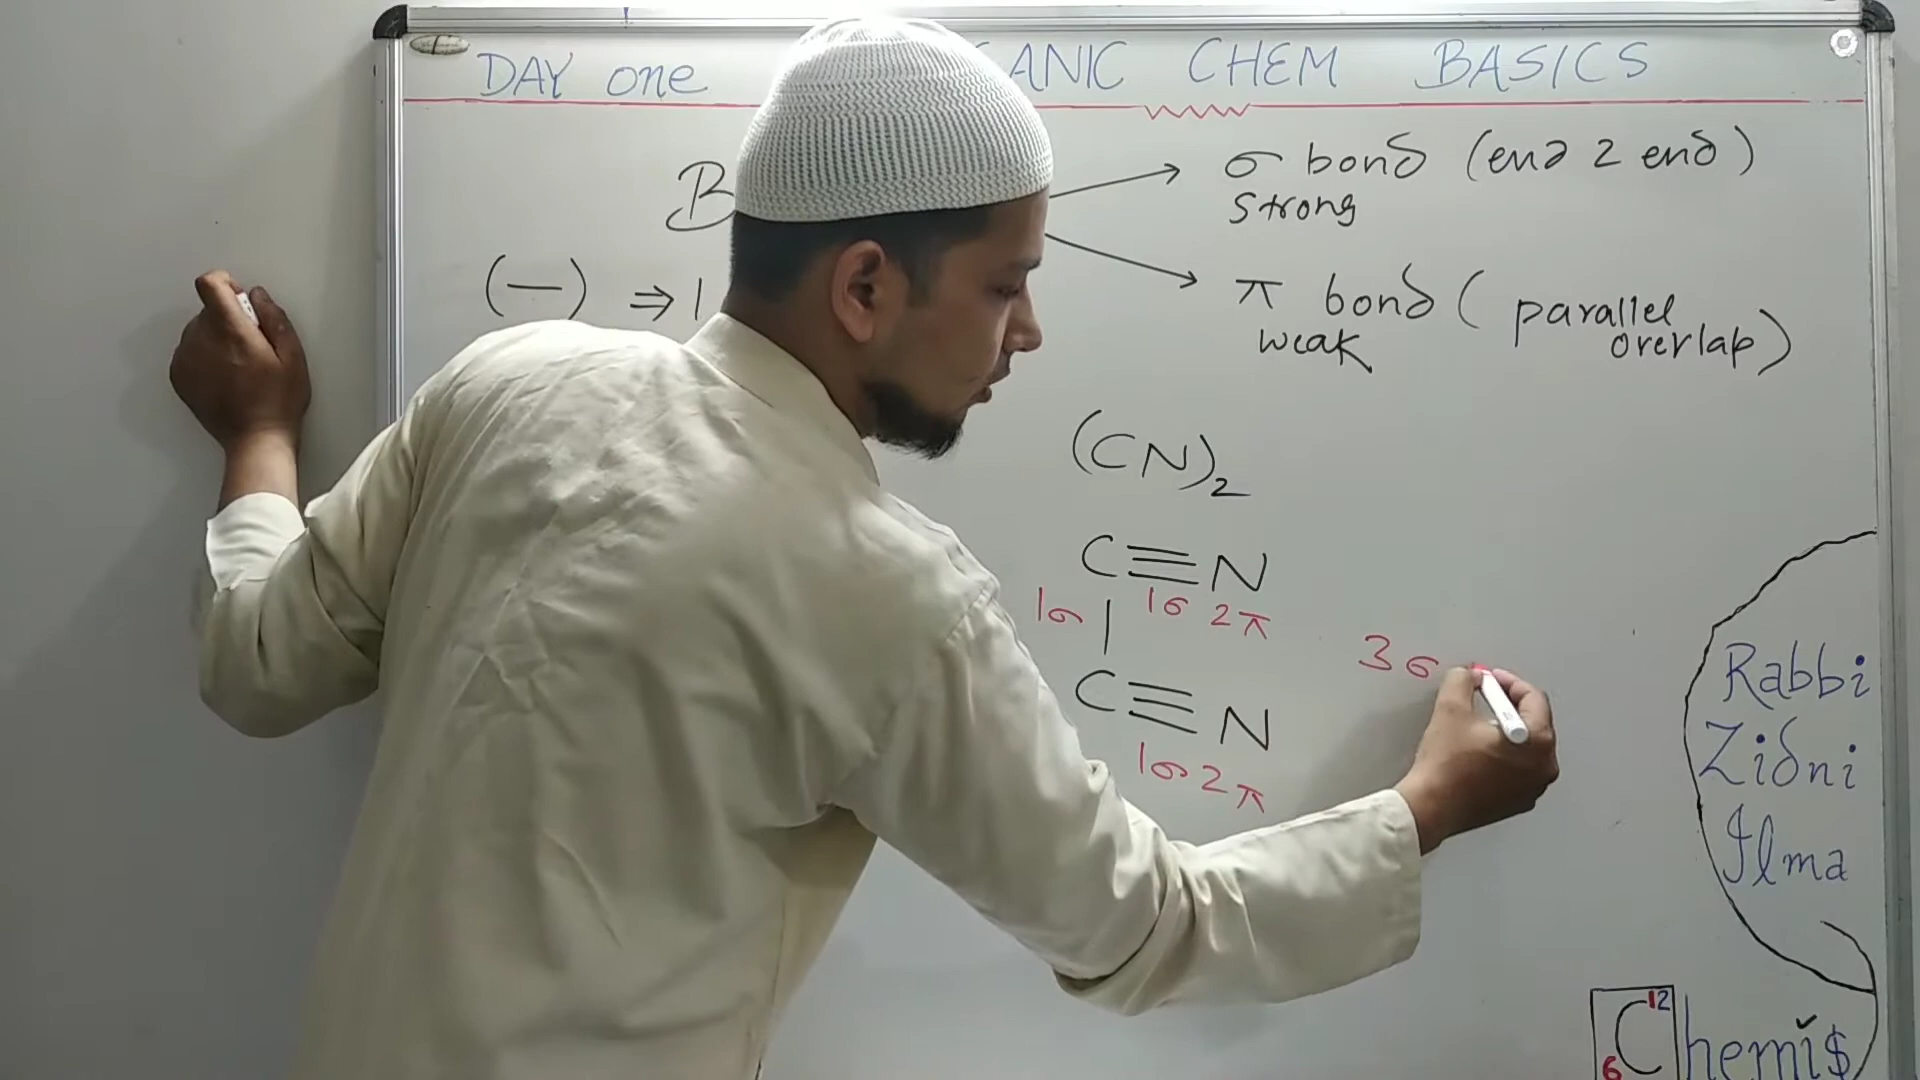 DAY one ANIC CHEM BASICS
B
σ bond (end 2 end)
strong
(—) ⇒ 1
π bond ( parallel
weak overlap)
(CN)₂
C≡N
1σ 1σ 2π
C≡N
1σ 2π
3σ
Rabbi
Zidni
Ilma
12
6
Chemis